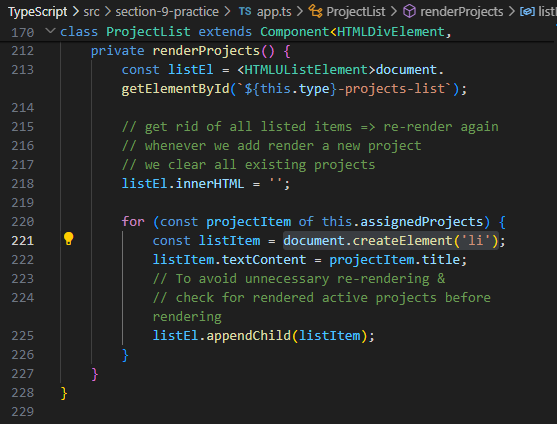 TypeScript > src > section-9-practice > TS app.ts > ProjectList > renderProjects >
170 class ProjectList extends Component<HTMLDivElement,
212 private renderProjects() {
213 const listEl = <HTMLUListElement>document.
getElementById(`${this.type}-projects-list`);
214
215 // get rid of all listed items => re-render again
216 // whenever we add render a new project
217 // we clear all existing projects
218 listEl.innerHTML = '';
219
220 for (const projectItem of this.assignedProjects) {
221 const listItem = document.createElement('li');
222 listItem.textContent = projectItem.title;
223 // To avoid unnecessary re-rendering &
224 // check for rendered active projects before
rendering
225 listEl.appendChild(listItem);
226 }
227 }
228 }
229